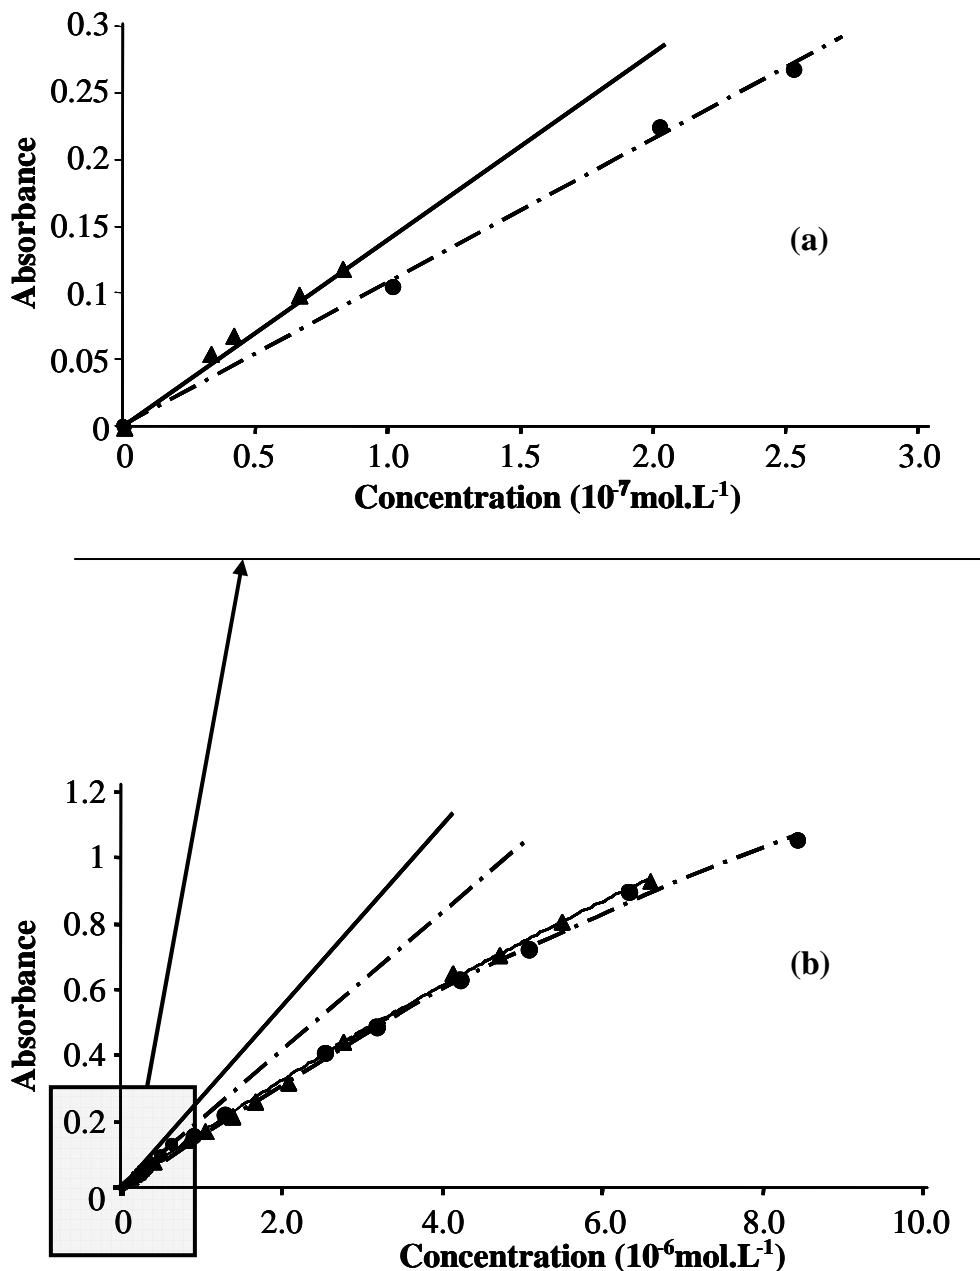 0.3
0.25
0.2
0.15
0.1
0.05
0
Absorbance
(a)
0 0.5 1.0 1.5 2.0 2.5 3.0
Concentration (10⁻⁷mol.L⁻¹)
1.2
1
0.8
0.6
0.4
0.2
0
Absorbance
(b)
0 2.0 4.0 6.0 8.0 10.0
Concentration (10⁻⁶mol.L⁻¹)